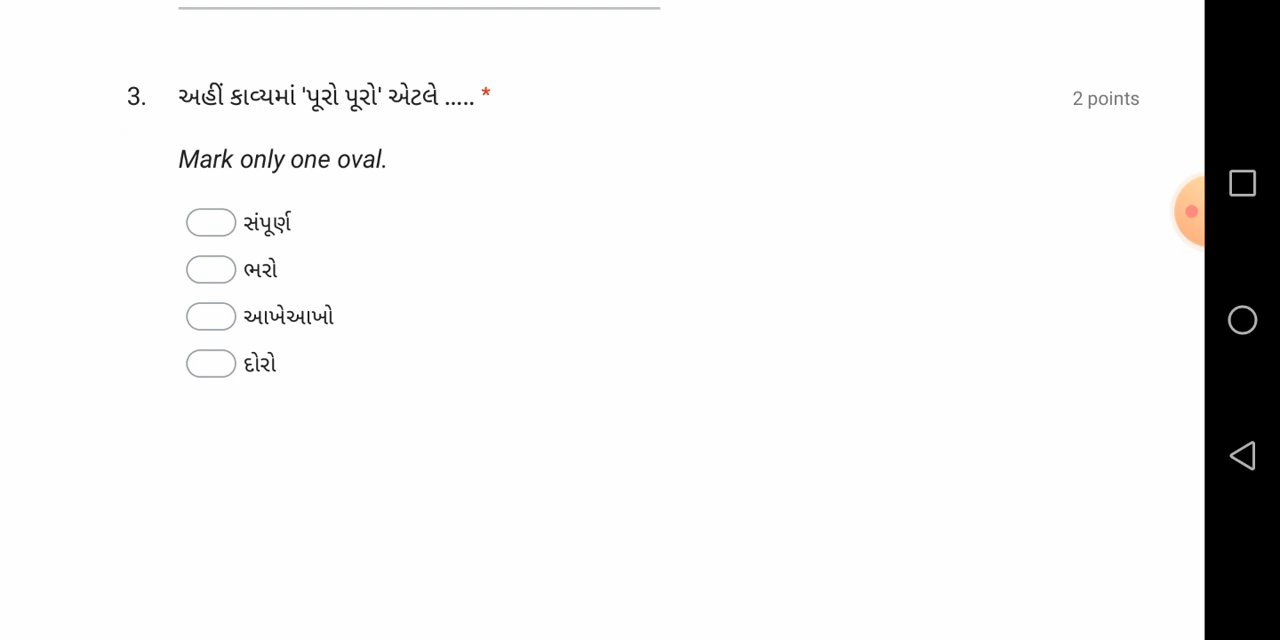 3. અહીં કાવ્યમાં 'પૂરો પૂરો' એટલે ..... * 2 points
Mark only one oval.
સંપૂર્ણ
ભરો
આખેઆખો
દોરો